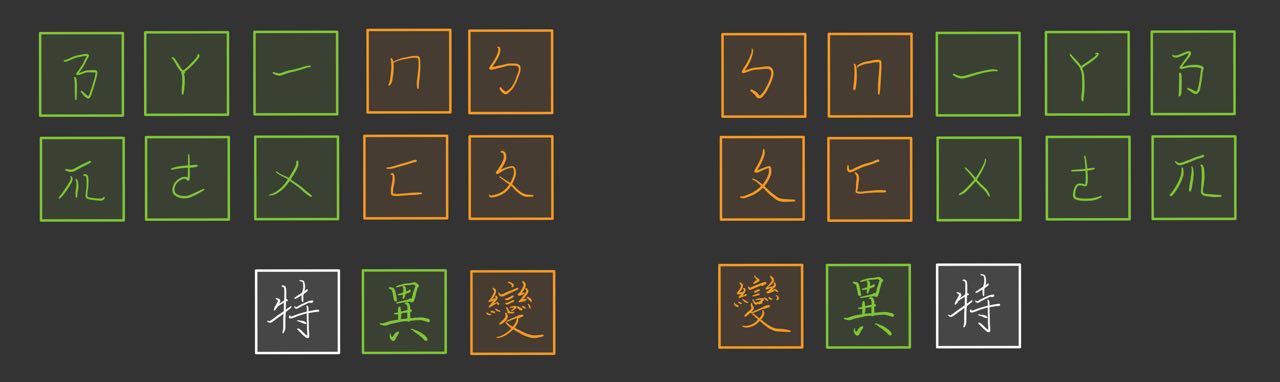 ㄞ ㄚ ㄧ ㄇ ㄅ
ㄫ ㄜ ㄨ ㄈ ㄆ
特 異 變
ㄅ ㄇ ㄧ ㄚ ㄞ
ㄆ ㄈ ㄨ ㄜ ㄫ
變 異 特